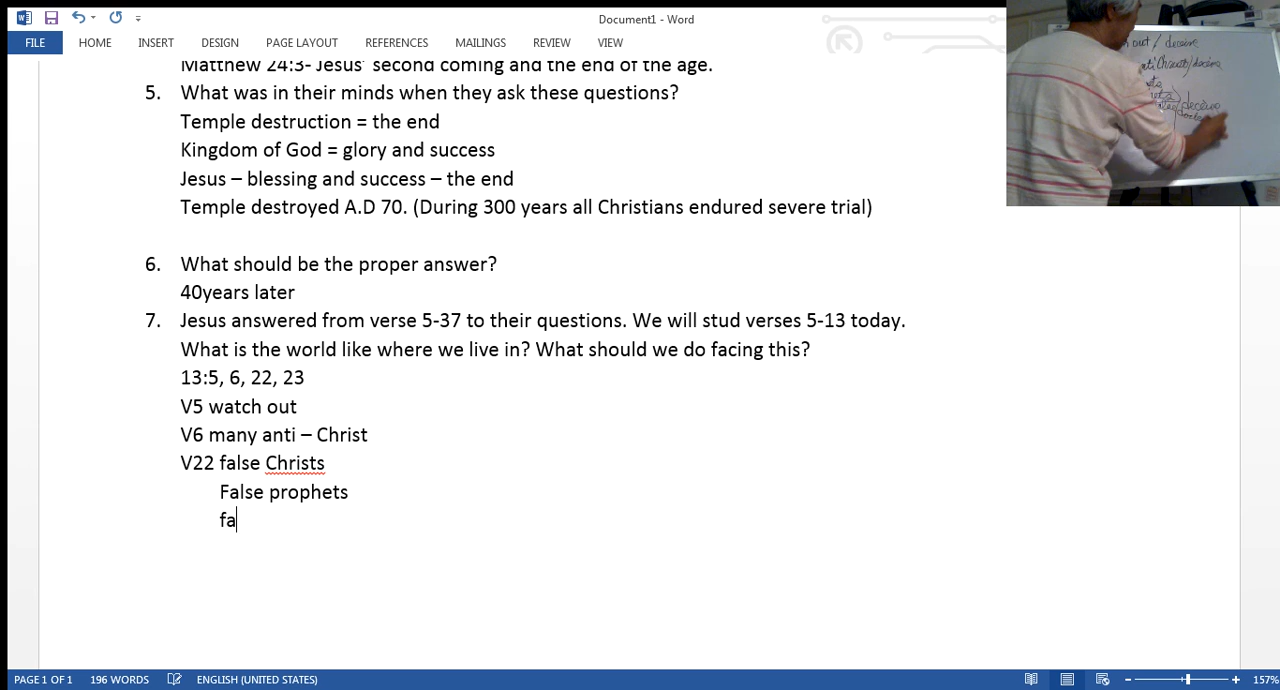 Document1 - Word
FILE HOME INSERT DESIGN PAGE LAYOUT REFERENCES MAILINGS REVIEW VIEW
out / deceive
Matthew 24:3- Jesus' second coming and the end of the age.
Christ/deceive
5. What was in their minds when they ask these questions?
deceive
Temple destruction = the end
Kingdom of God = glory and success
Jesus – blessing and success – the end
Temple destroyed A.D 70. (During 300 years all Christians endured severe trial)
6. What should be the proper answer?
40years later
7. Jesus answered from verse 5-37 to their questions. We will stud verses 5-13 today.
What is the world like where we live in? What should we do facing this?
13:5, 6, 22, 23
V5 watch out
V6 many anti – Christ
V22 false Christs
False prophets
fa
PAGE 1 OF 1 196 WORDS ENGLISH (UNITED STATES) 157%